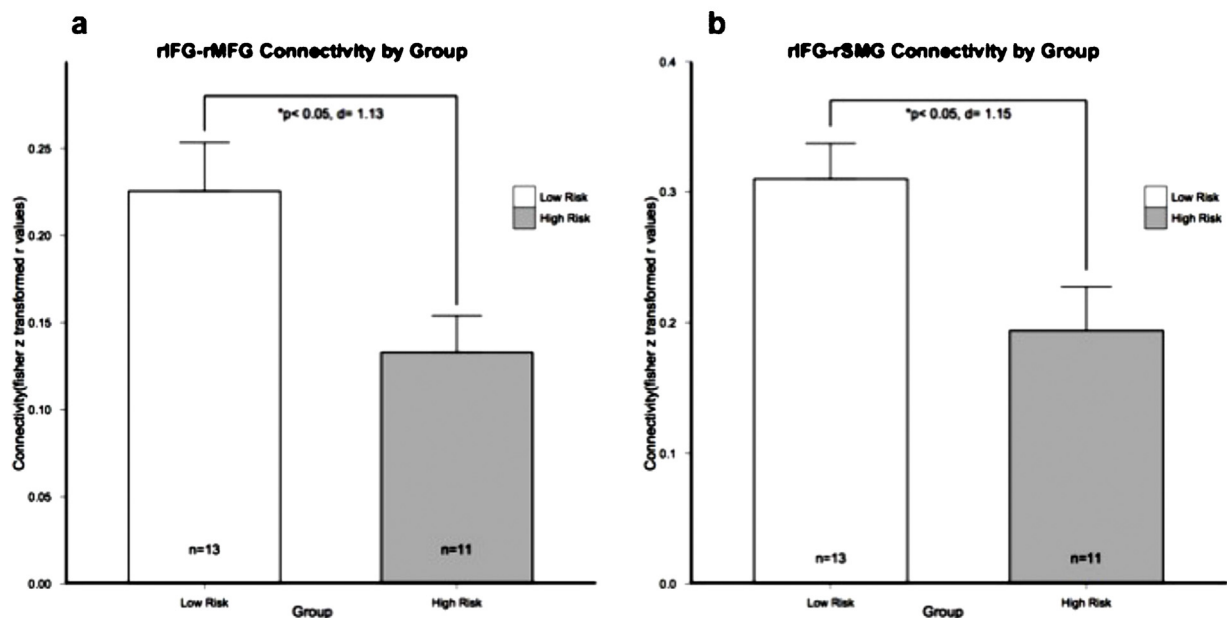 a
rIFG-rMFG Connectivity by Group
*p< 0.05, d= 1.13
Low Risk
High Risk
Connectivity(fisher z transformed r values)
0.25
0.20
0.15
0.10
0.05
0.00
n=13
n=11
Low Risk
High Risk
Group
b
rIFG-rSMG Connectivity by Group
*p< 0.05, d= 1.15
Low Risk
High Risk
Connectivity(fisher z transformed r values)
0.4
0.3
0.2
0.1
0.0
n=13
n=11
Low Risk
High Risk
Group